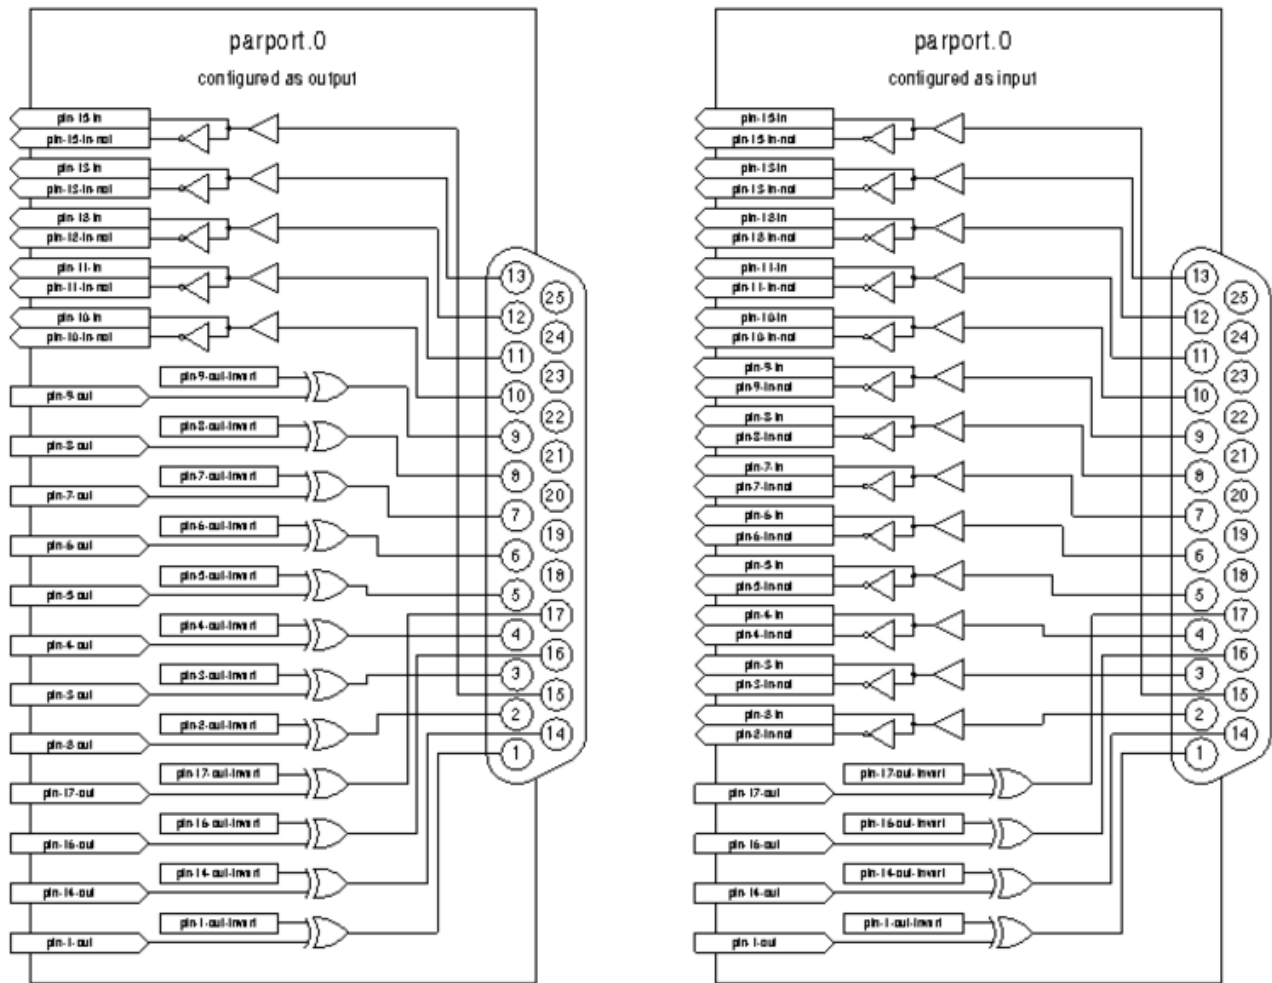 parport.0
configured as output
pin-15-in
pin-15-in-not
pin-13-in
pin-13-in-not
pin-12-in
pin-12-in-not
pin-11-in
pin-11-in-not
pin-10-in
pin-10-in-not
pin-9-out-invert
pin-9-out
pin-8-out-invert
pin-8-out
pin-7-out-invert
pin-7-out
pin-6-out-invert
pin-6-out
pin-5-out-invert
pin-5-out
pin-4-out-invert
pin-4-out
pin-3-out-invert
pin-3-out
pin-2-out-invert
pin-2-out
pin-17-out-invert
pin-17-out
pin-16-out-invert
pin-16-out
pin-14-out-invert
pin-14-out
pin-1-out-invert
pin-1-out
13
25
12
24
11
23
10
22
9
21
8
20
7
19
6
18
5
17
4
16
3
15
2
14
1
parport.0
configured as input
pin-15-in
pin-15-in-not
pin-13-in
pin-13-in-not
pin-12-in
pin-12-in-not
pin-11-in
pin-11-in-not
pin-10-in
pin-10-in-not
pin-9-in
pin-9-in-not
pin-8-in
pin-8-in-not
pin-7-in
pin-7-in-not
pin-6-in
pin-6-in-not
pin-5-in
pin-5-in-not
pin-4-in
pin-4-in-not
pin-3-in
pin-3-in-not
pin-2-in
pin-2-in-not
pin-17-out-invert
pin-17-out
pin-16-out-invert
pin-16-out
pin-14-out-invert
pin-14-out
pin-1-out-invert
pin-1-out
13
25
12
24
11
23
10
22
9
21
8
20
7
19
6
18
5
17
4
16
3
15
2
14
1